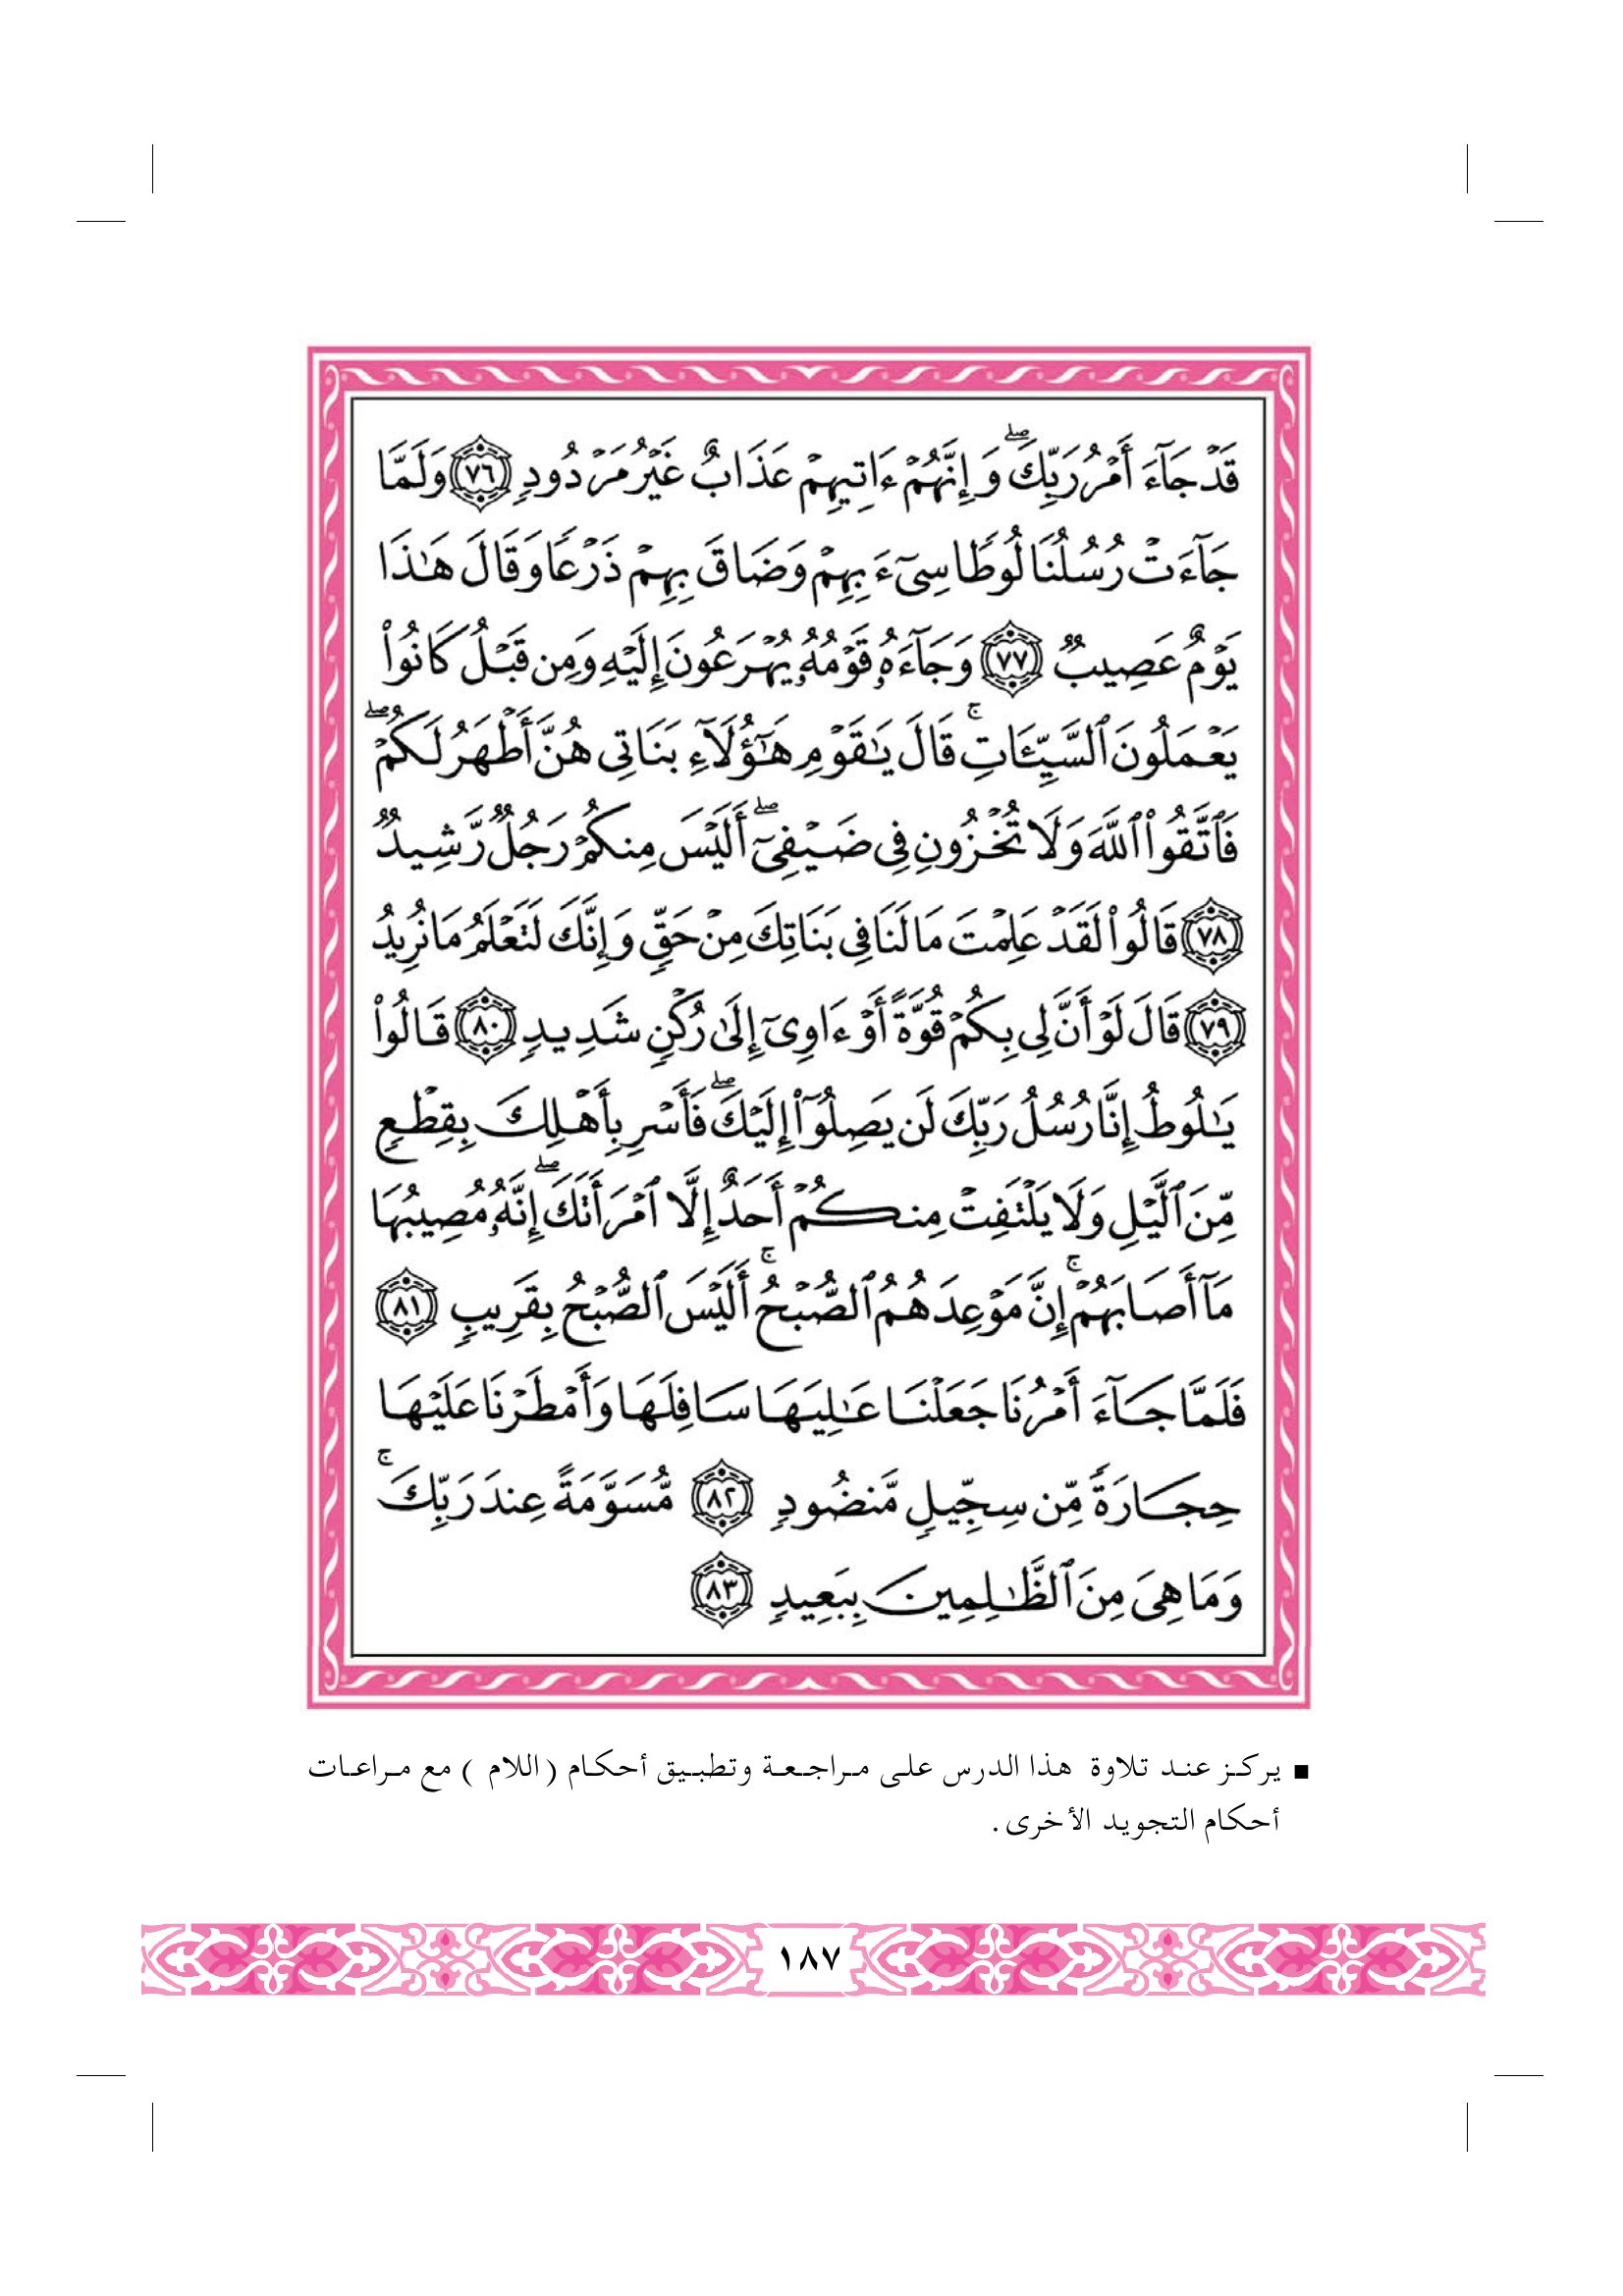 قَدۡ جَآءَ أَمۡرُ رَبِّكَۖ وَإِنَّهُمۡ ءَاتِيهِمۡ عَذَابٌ غَيۡرُ مَرۡدُودٖ ٧٦ وَلَمَّا
جَآءَتۡ رُسُلُنَا لُوطٗا سِيٓءَ بِهِمۡ وَضَاقَ بِهِمۡ ذَرۡعٗا وَقَالَ هَٰذَا
يَوۡمٌ عَصِيبٞ ٧٧ وَجَآءَهُۥ قَوۡمُهُۥ يُهۡرَعُونَ إِلَيۡهِ وَمِن قَبۡلُ كَانُواْ
يَعۡمَلُونَ ٱلسَّيِّـَٔاتِۚ قَالَ يَٰقَوۡمِ هَٰٓؤُلَآءِ بَنَاتِي هُنَّ أَطۡهَرُ لَكُمۡۖ
فَٱتَّقُواْ ٱللَّهَ وَلَا تُخۡزُونِ فِي ضَيۡفِيٓۖ أَلَيۡسَ مِنكُمۡ رَجُلٞ رَّشِيدٞ
٧٨ قَالُواْ لَقَدۡ عَلِمۡتَ مَا لَنَا فِي بَنَاتِكَ مِنۡ حَقّٖ وَإِنَّكَ لَتَعۡلَمُ مَا نُرِيدُ
٧٩ قَالَ لَوۡ أَنَّ لِي بِكُمۡ قُوَّةً أَوۡ ءَاوِيٓ إِلَىٰ رُكۡنٖ شَدِيدٖ ٨٠ قَالُواْ
يَٰلُوطُ إِنَّا رُسُلُ رَبِّكَ لَن يَصِلُوٓاْ إِلَيۡكَۖ فَأَسۡرِ بِأَهۡلِكَ بِقِطۡعٖ
مِّنَ ٱلَّيۡلِ وَلَا يَلۡتَفِتۡ مِنكُمۡ أَحَدٌ إِلَّا ٱمۡرَأَتَكَۖ إِنَّهُۥ مُصِيبُهَا
مَآ أَصَابَهُمۡۚ إِنَّ مَوۡعِدَهُمُ ٱلصُّبۡحُۚ أَلَيۡسَ ٱلصُّبۡحُ بِقَرِيبٖ ٨١
فَلَمَّا جَآءَ أَمۡرُنَا جَعَلۡنَا عَٰلِيَهَا سَافِلَهَا وَأَمۡطَرۡنَا عَلَيۡهَا
حِجَارَةٗ مِّن سِجِّيلٖ مَّنضُودٖ ٨٢ مُّسَوَّمَةً عِندَ رَبِّكَۚ
وَمَا هِيَ مِنَ ٱلظَّٰلِمِينَ بِبَعِيدٖ ٨٣
■ يركز عند تلاوة هذا الدرس على مراجعة وتطبيق أحكام (اللام ) مع مراعات
أحكام التجويد الأخرى.
١٨٧